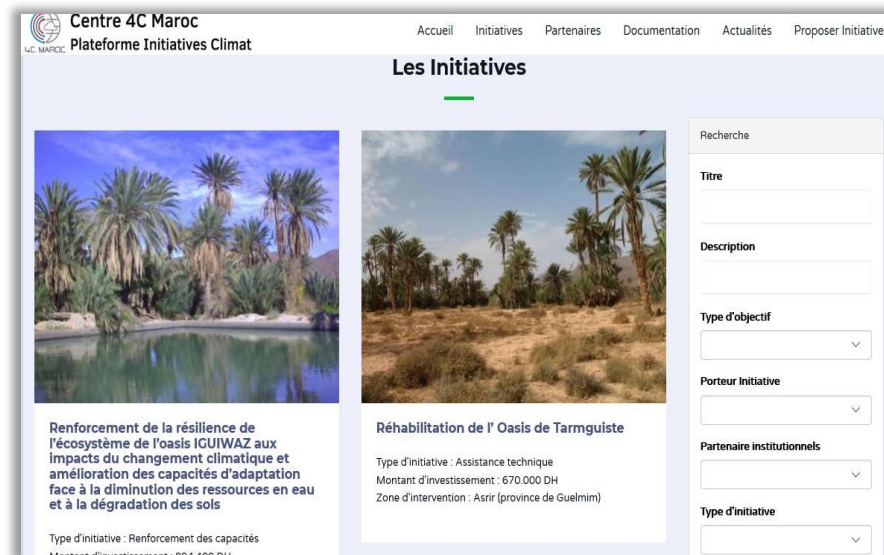 Centre 4C Maroc
4C MAROC Plateforme Initiatives Climat
Accueil Initiatives Partenaires Documentation Actualités Proposer Initiative
Les Initiatives
Renforcement de la résilience de
l'écosystème de l'oasis IGUIWAZ aux
impacts du changement climatique et
amélioration des capacités d'adaptation
face à la diminution des ressources en eau
et à la dégradation des sols
Type d'initiative : Renforcement des capacités
Réhabilitation de l' Oasis de Tarmguiste
Type d'initiative : Assistance technique
Montant d'investissement : 670.000 DH
Zone d'intervention : Asrir (province de Guelmim)
Recherche
Titre
Description
Type d'objectif
Porteur Initiative
Partenaire institutionnels
Type d'initiative